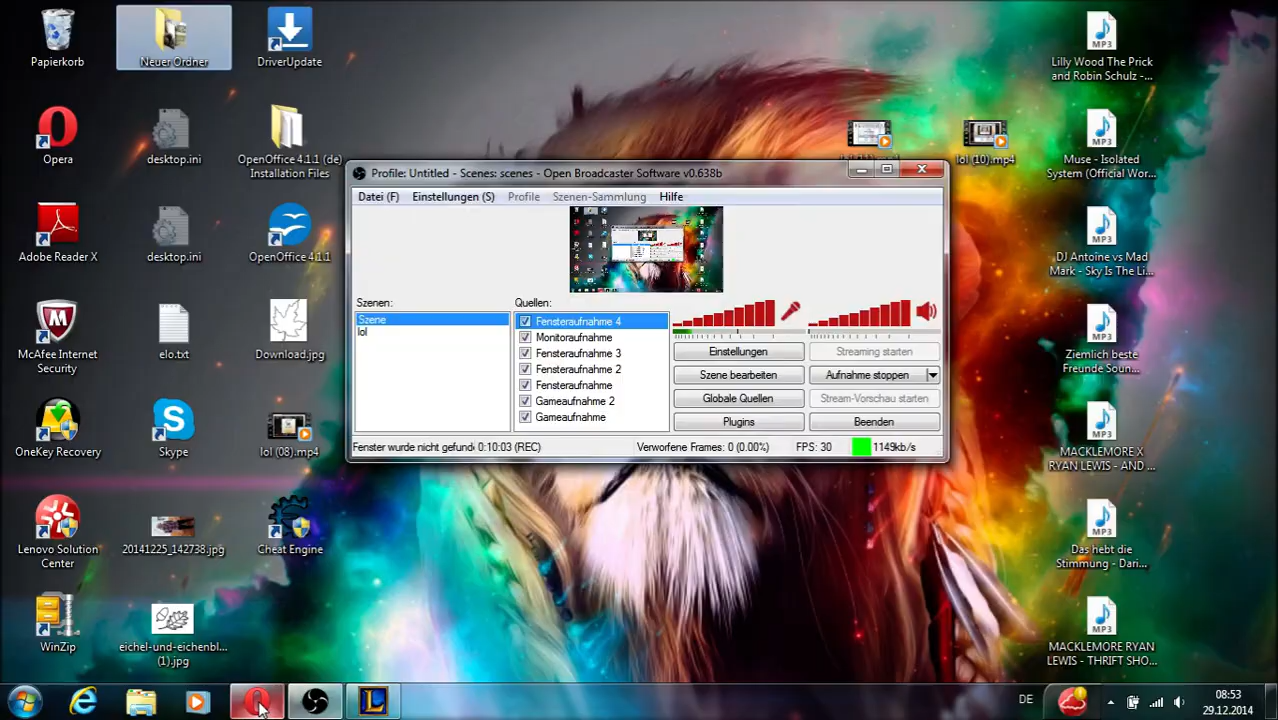 Papierkorb
Neuer Ordner
DriverUpdate
Opera
desktop.ini
OpenOffice 4.1.1 (de)
Installation Files
Adobe Reader X
desktop.ini
OpenOffice 4.1.1
McAfee Internet
Security
elo.txt
Download.jpg
OneKey Recovery
Skype
lol (08).mp4
Lenovo Solution
Center
20141225_142738.jpg
Cheat Engine
WinZip
eichel-und-eichenbl...
(1).jpg
lol (10).mp4
MP3
Lilly Wood The Prick
and Robin Schulz -...
MP3
Muse - Isolated
System (Official Wor...
MP3
DJ Antoine vs Mad
Mark - Sky Is The Li...
MP3
Ziemlich beste
Freunde Soun...
MP3
MACKLEMORE X
RYAN LEWIS - AND ...
MP3
Das hebt die
Stimmung - Dari...
MP3
MACKLEMORE RYAN
LEWIS - THRIFT SHO...
Profile: Untitled - Scenes: scenes - Open Broadcaster Software v0.638b
Datei (F) Einstellungen (S) Profile Szenen-Sammlung Hilfe
Szenen:
Szene
lol
Quellen:
Fensteraufnahme 4
Monitoraufnahme
Fensteraufnahme 3
Fensteraufnahme 2
Fensteraufnahme
Gameaufnahme 2
Gameaufnahme
Einstellungen Streaming starten
Szene bearbeiten Aufnahme stoppen
Globale Quellen Stream-Vorschau starten
Plugins Beenden
Fenster wurde nicht gefund 0:10:03 (REC) Verworfene Frames: 0 (0.00%) FPS: 30 1149kb/s
DE
08:53
29.12.2014